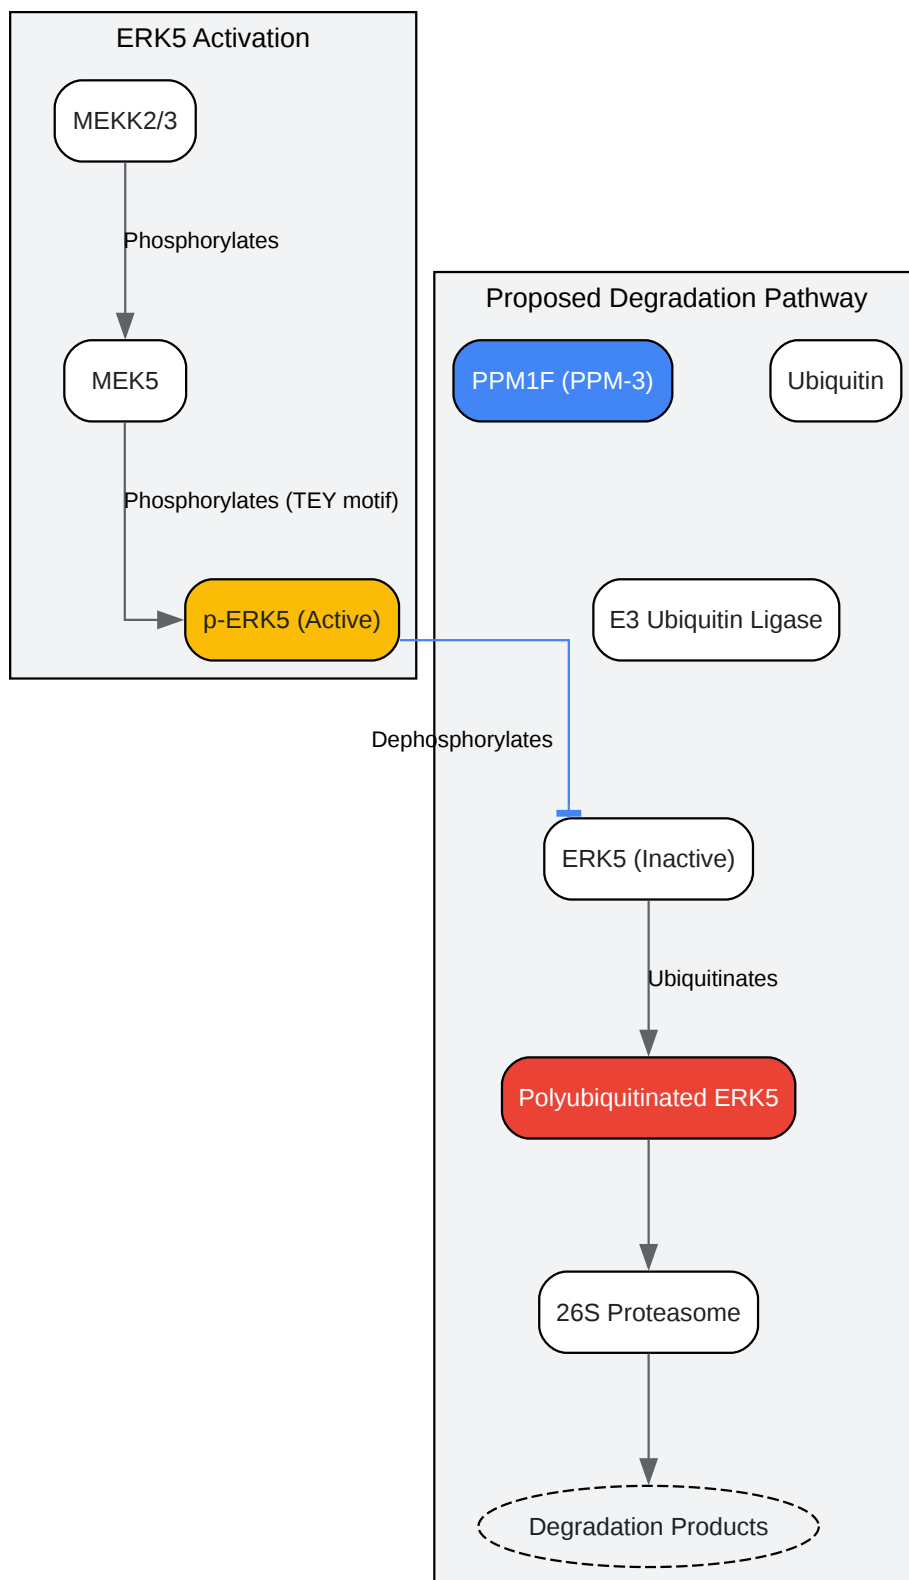 ERK5 Activation
MEKK2/3
Phosphorylates
MEK5
Phosphorylates (TEY motif)
p-ERK5 (Active)
Proposed Degradation Pathway
PPM1F (PPM-3)
Ubiquitin
E3 Ubiquitin Ligase
Dephosphorylates
ERK5 (Inactive)
Ubiquitinates
Polyubiquitinated ERK5
26S Proteasome
Degradation Products